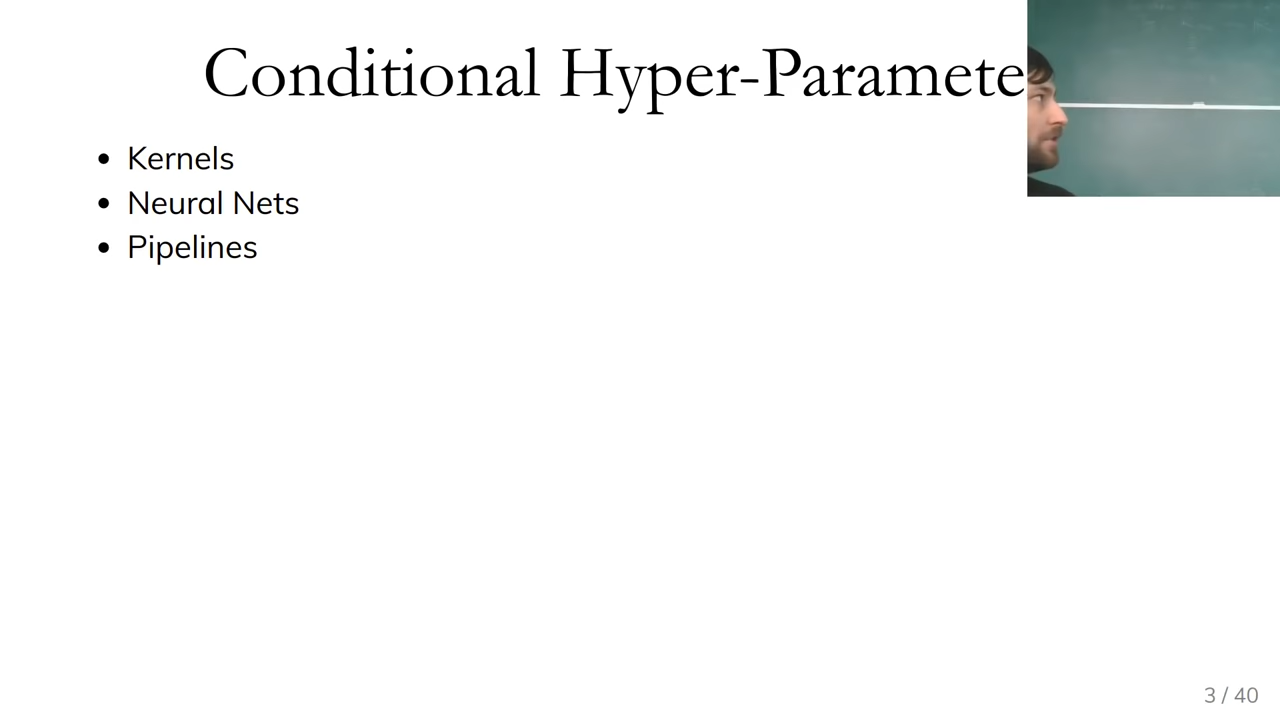 Conditional Hyper-Paramete
• Kernels
• Neural Nets
• Pipelines
3 / 40